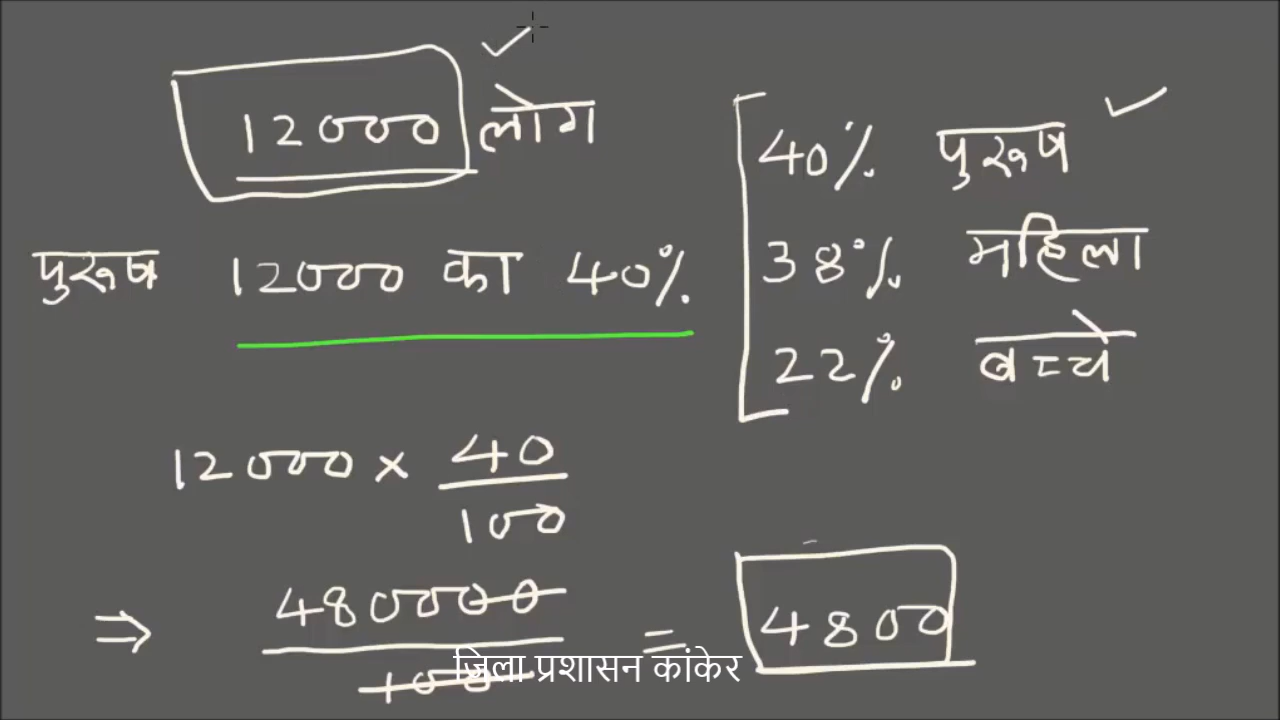 12000 लोग
40% पुरूष
38% महिला
22% बच्चे
पुरूष 12000 का 40%
12000 × 40/100
⇒ 480000/100 = 4800
जिला प्रशासन कांकेर